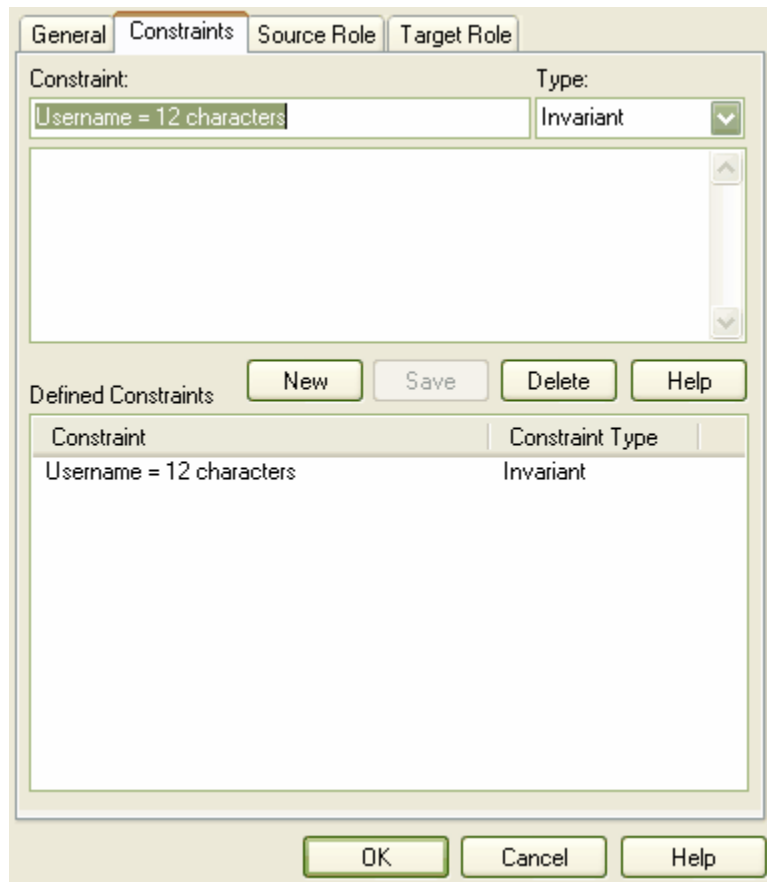 General Constraints Source Role Target Role
Constraint: Type:
Username = 12 characters Invariant
New Save Delete Help
Defined Constraints
Constraint Constraint Type
Username = 12 characters Invariant
OK Cancel Help